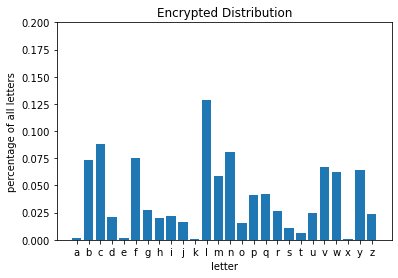 Encrypted Distribution
percentage of all letters
0.200
0.175
0.150
0.125
0.100
0.075
0.050
0.025
0.000
a b c d e f g h i j l k l m n o p q r s t u v w x y z
letter